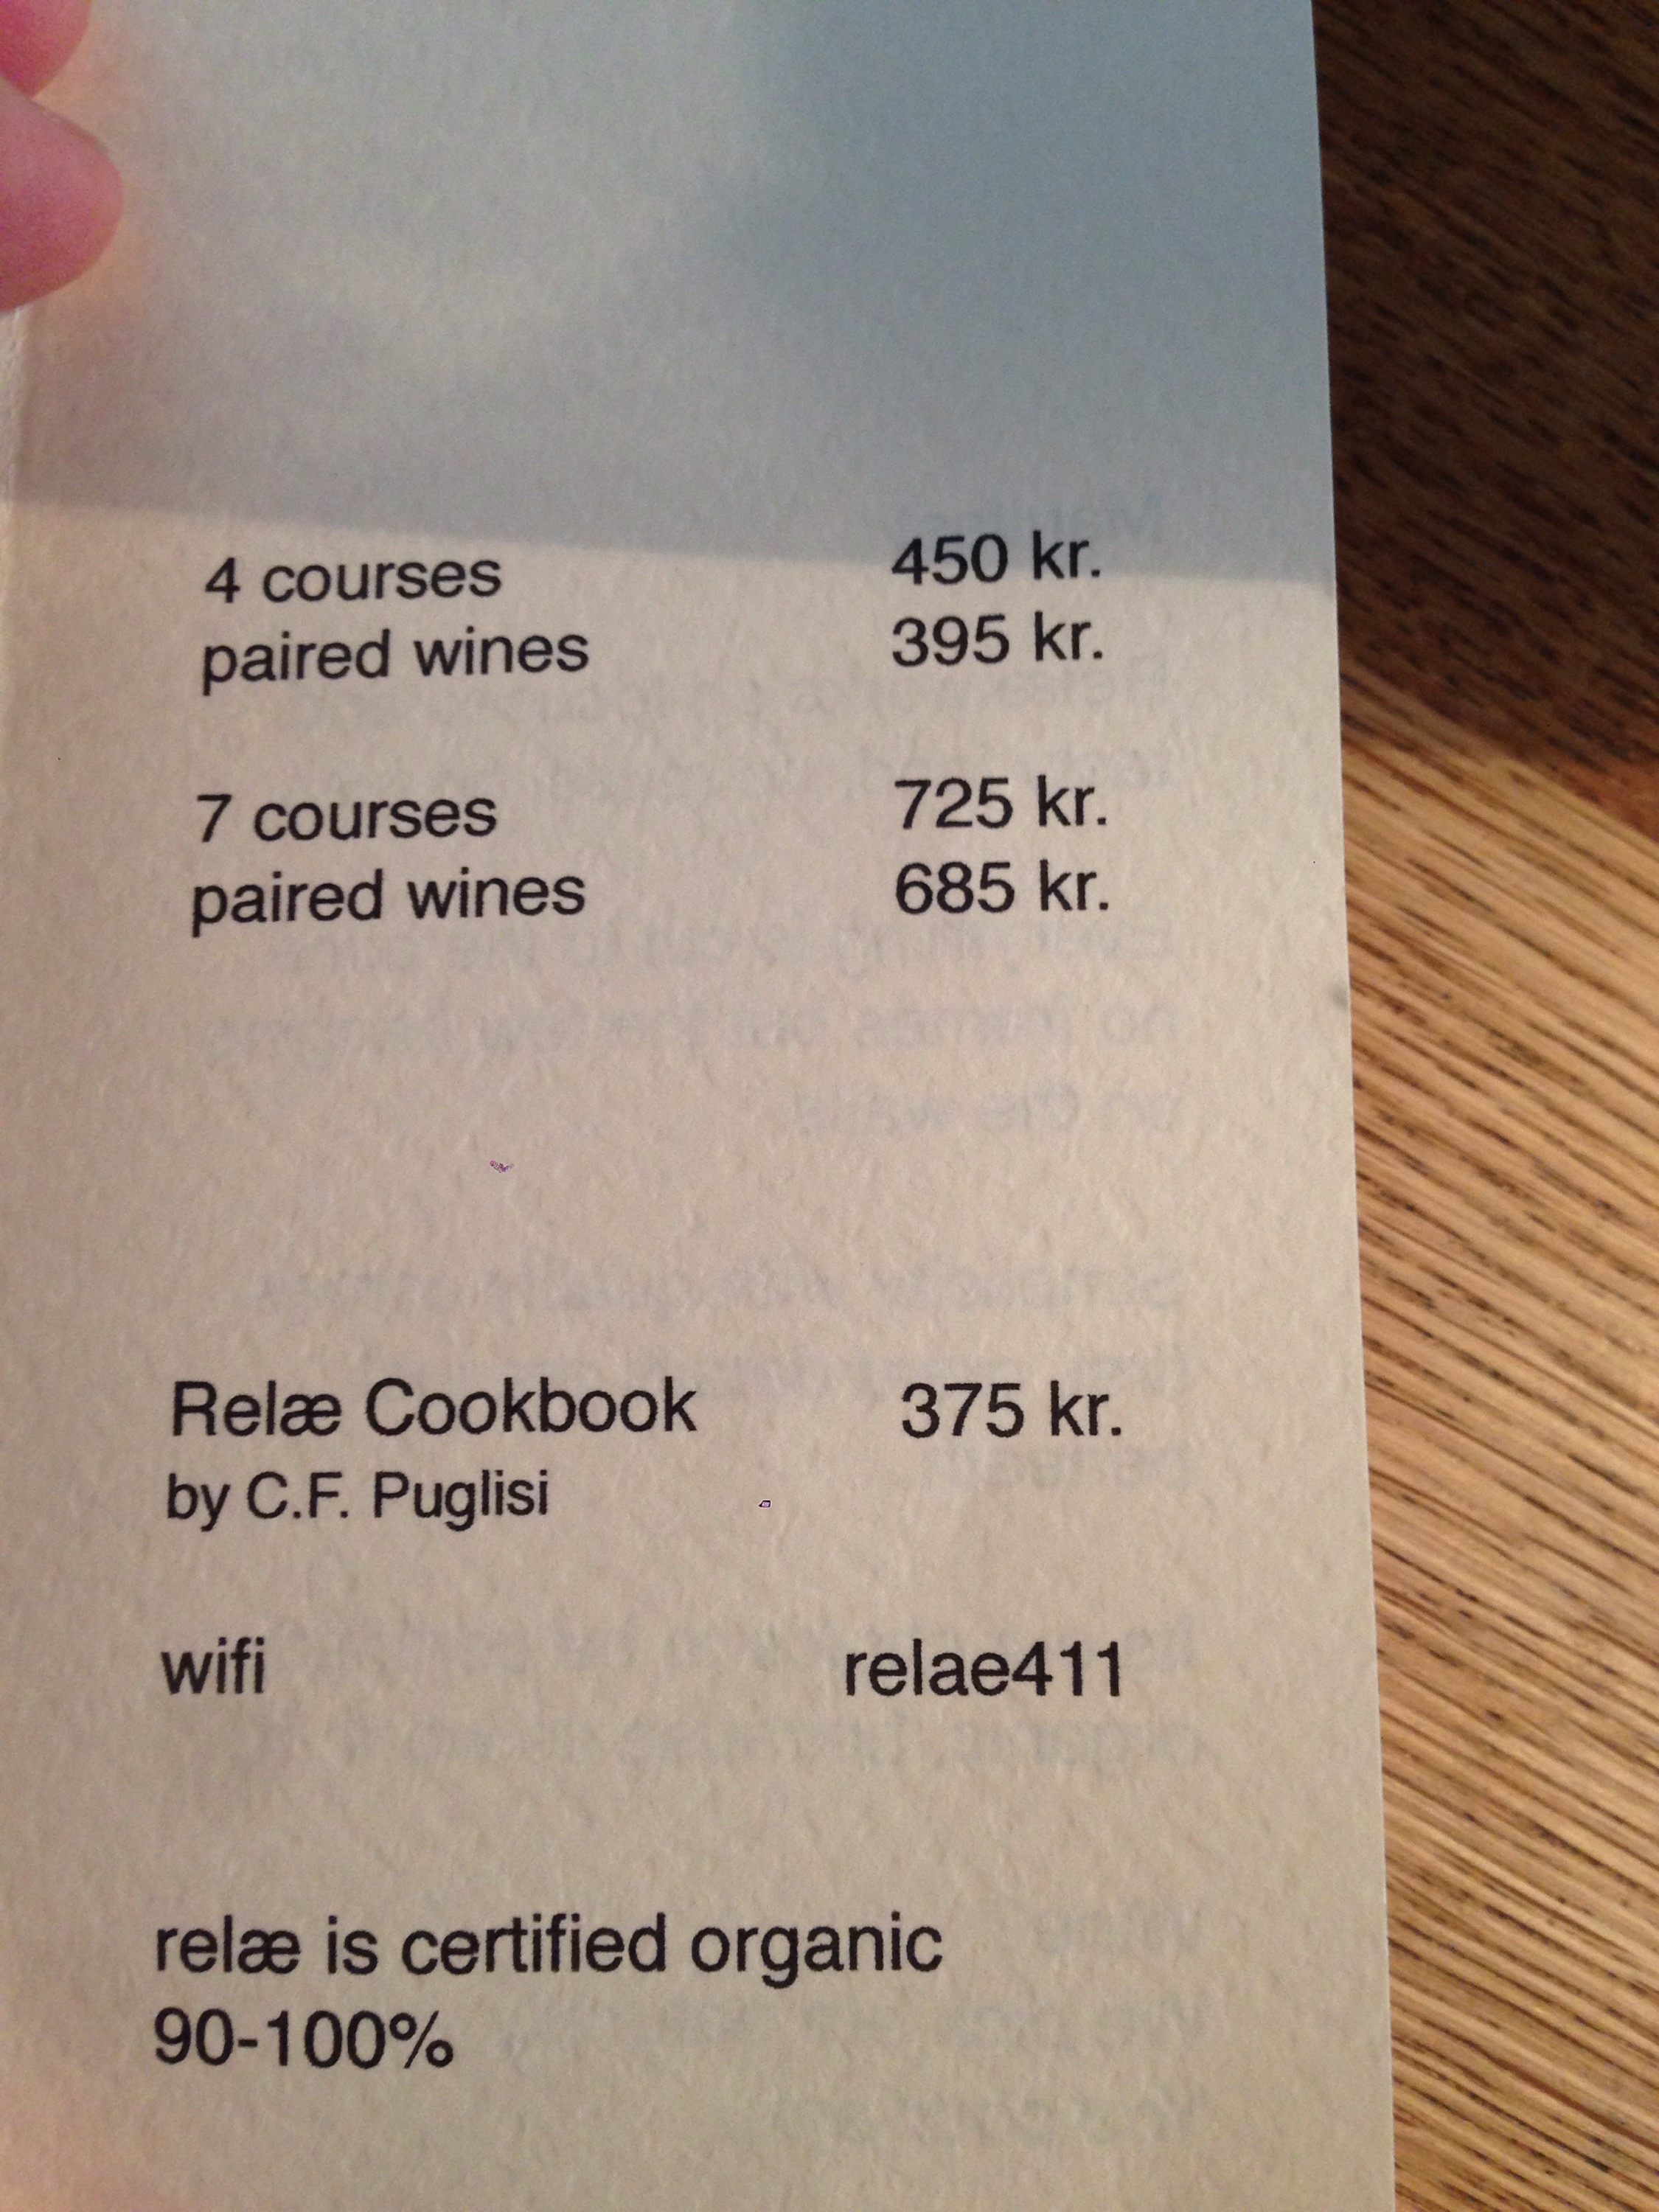 4 courses 450 kr.
paired wines 395 kr.
7 courses 725 kr.
paired wines 685 kr.
Relæ Cookbook 375 kr.
by C.F. Puglisi
wifi relae411
relæ is certified organic
90-100%